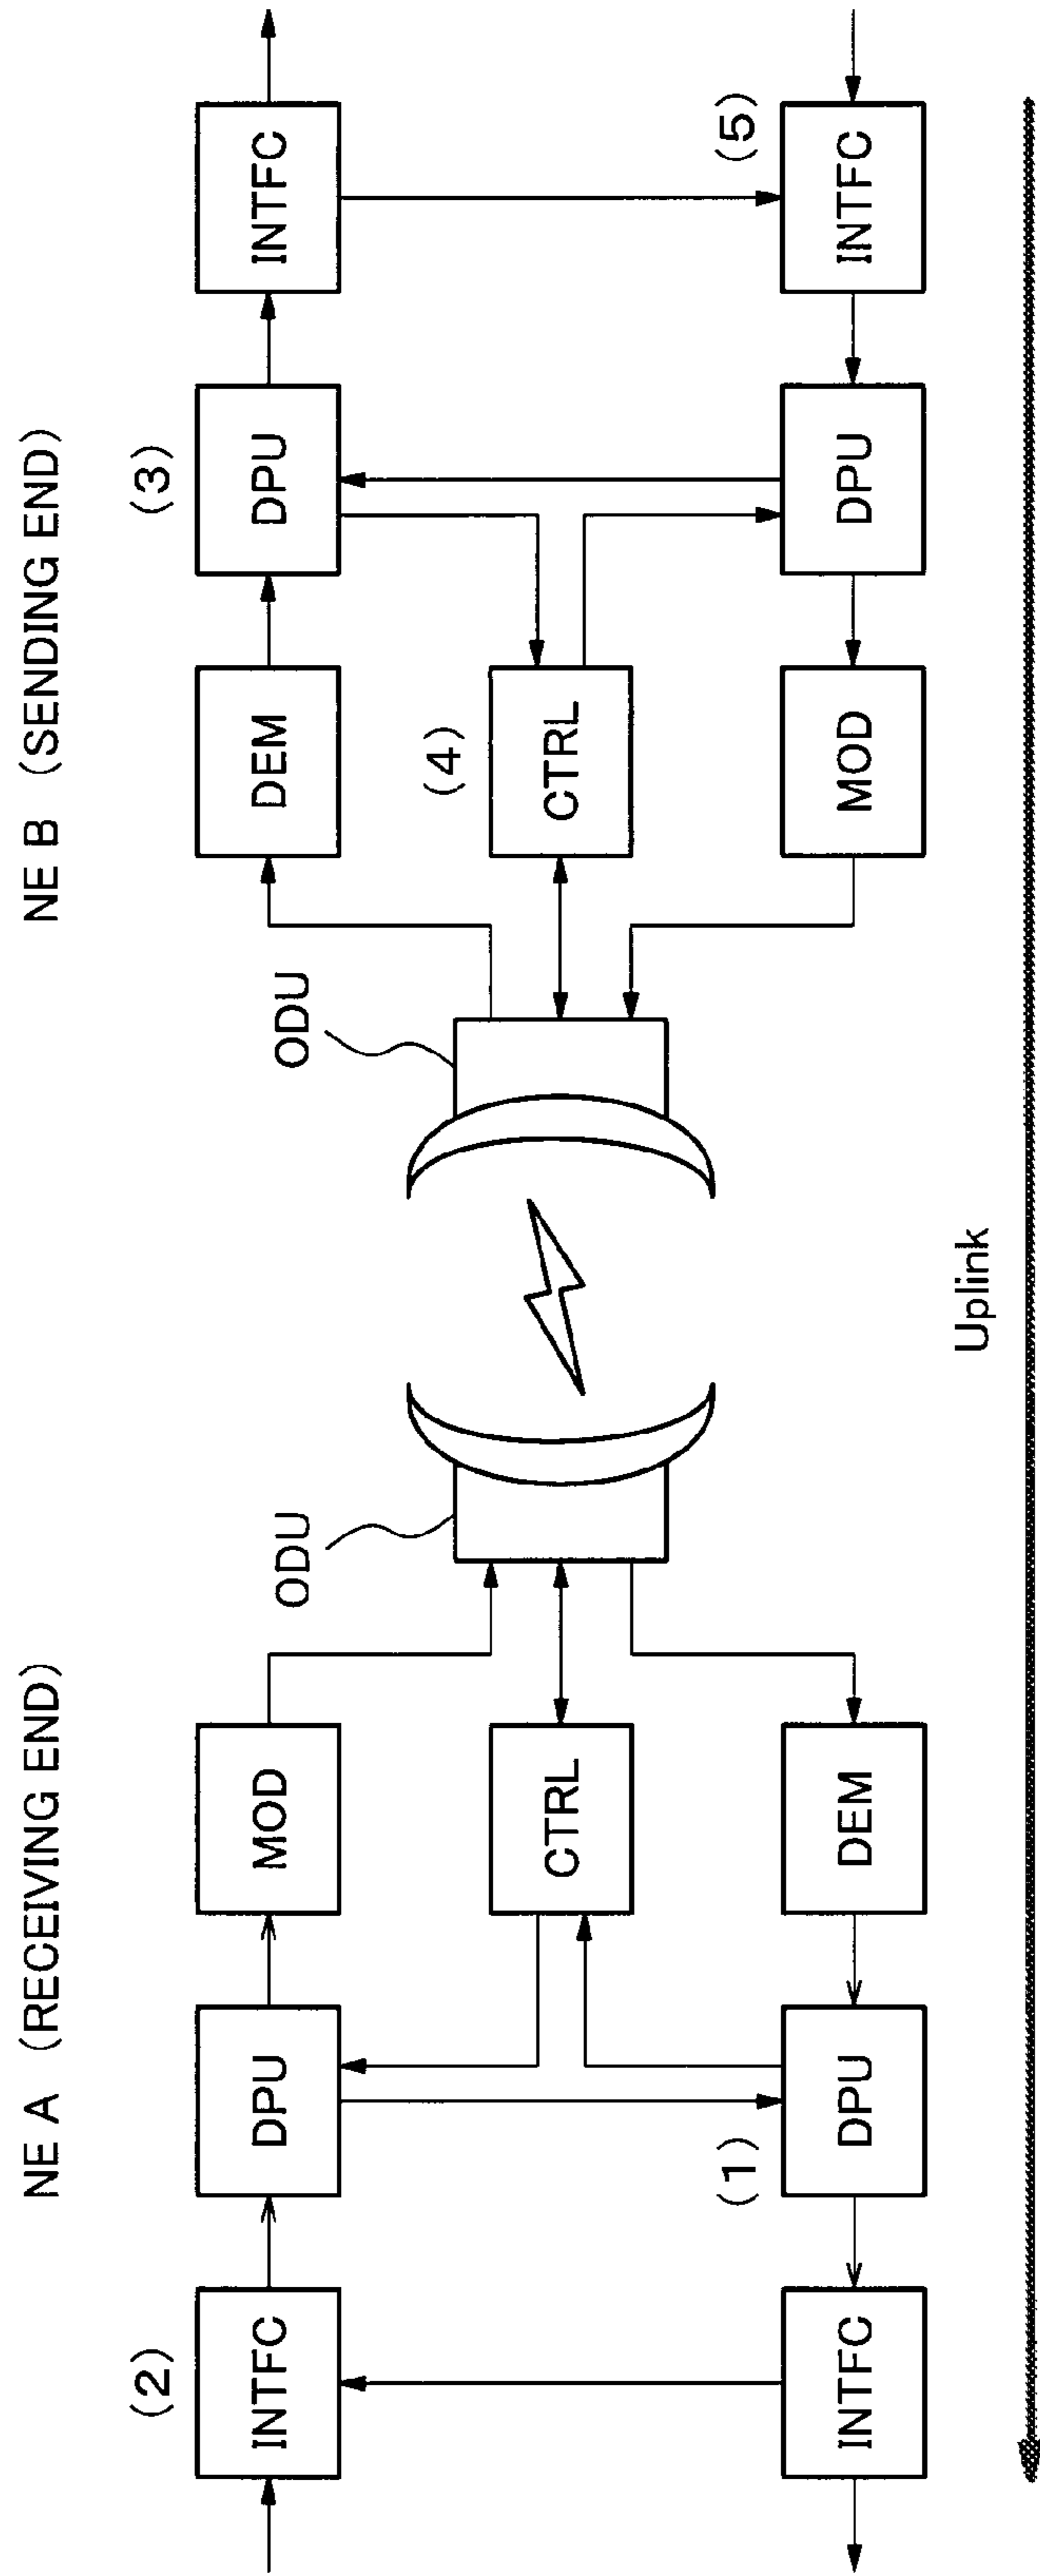 NE A (RECEIVING END)
NE B (SENDING END)
(2)
(3)
INTFC
DPU
MOD
DEM
DPU
INTFC
ODU
ODU
CTRL
(4)
CTRL
(1)
(5)
INTFC
DPU
DEM
MOD
DPU
INTFC
Uplink